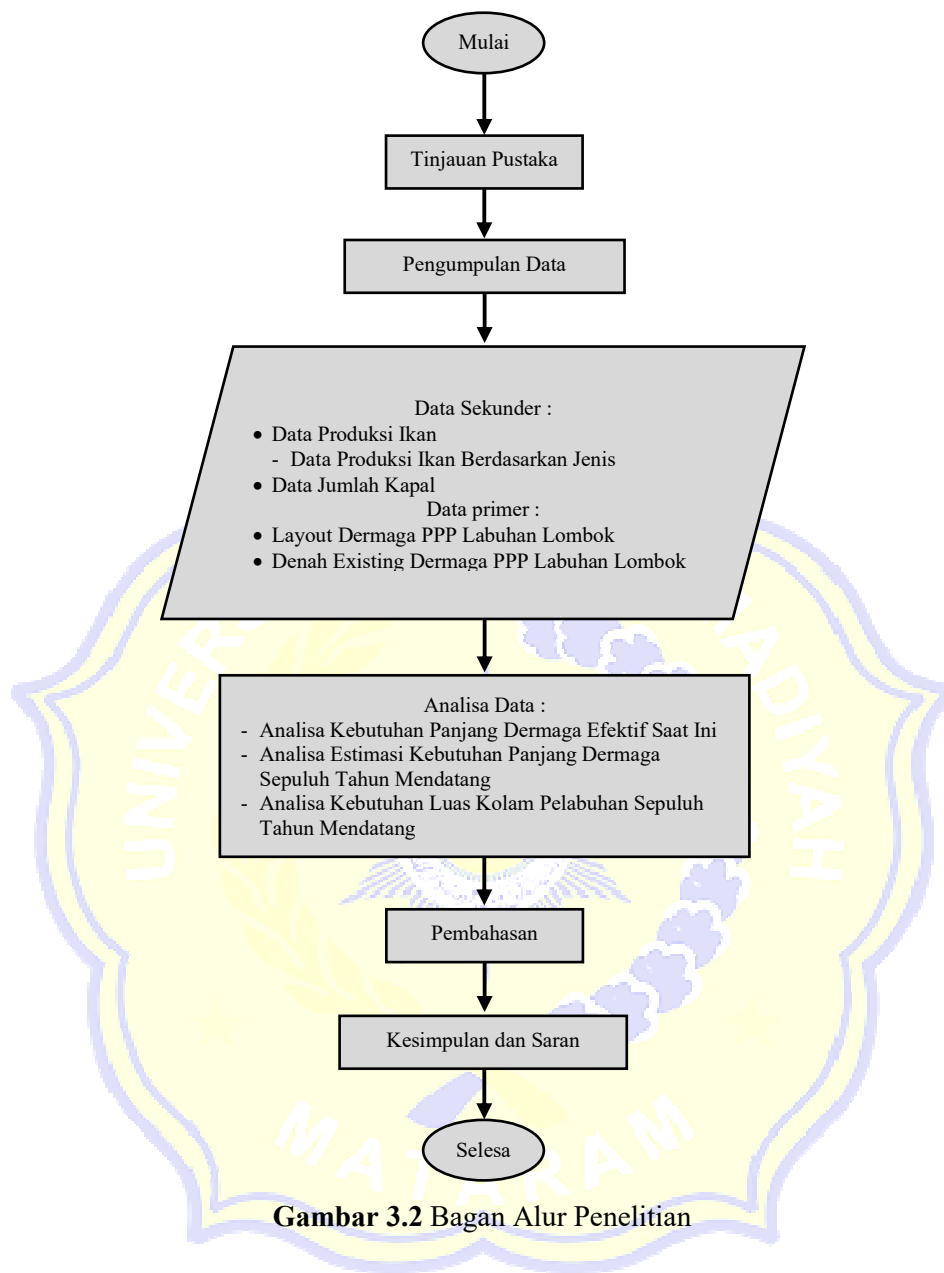 Mulai
Tinjauan Pustaka
Pengumpulan Data
Data Sekunder :
• Data Produksi Ikan
- Data Produksi Ikan Berdasarkan Jenis
• Data Jumlah Kapal
Data primer :
• Layout Dermaga PPP Labuhan Lombok
• Denah Existing Dermaga PPP Labuhan Lombok
Analisa Data :
- Analisa Kebutuhan Panjang Dermaga Efektif Saat Ini
- Analisa Estimasi Kebutuhan Panjang Dermaga
Sepuluh Tahun Mendatang
- Analisa Kebutuhan Luas Kolam Pelabuhan Sepuluh
Tahun Mendatang
Pembahasan
Kesimpulan dan Saran
Selesa
MATARAM
Gambar 3.2 Bagan Alur Penelitian